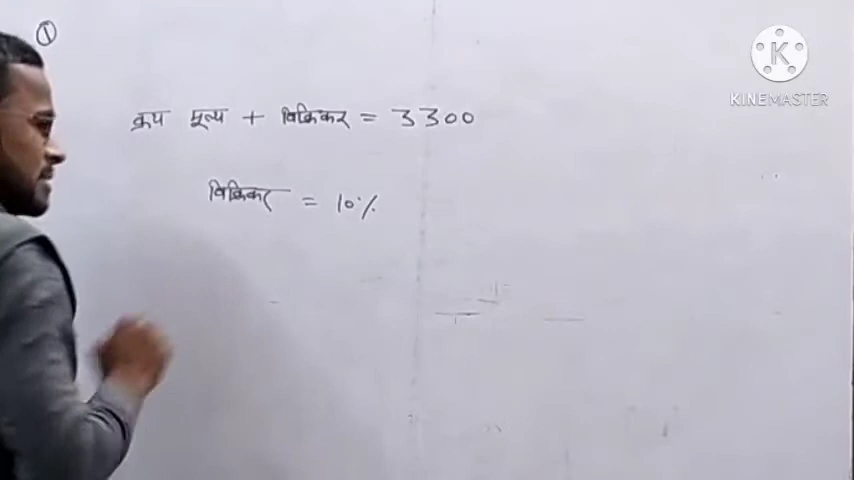 ①
K
KINEMASTER
क्रय मूल्य + विक्रिकर = 3300
विक्रिकर = 10%